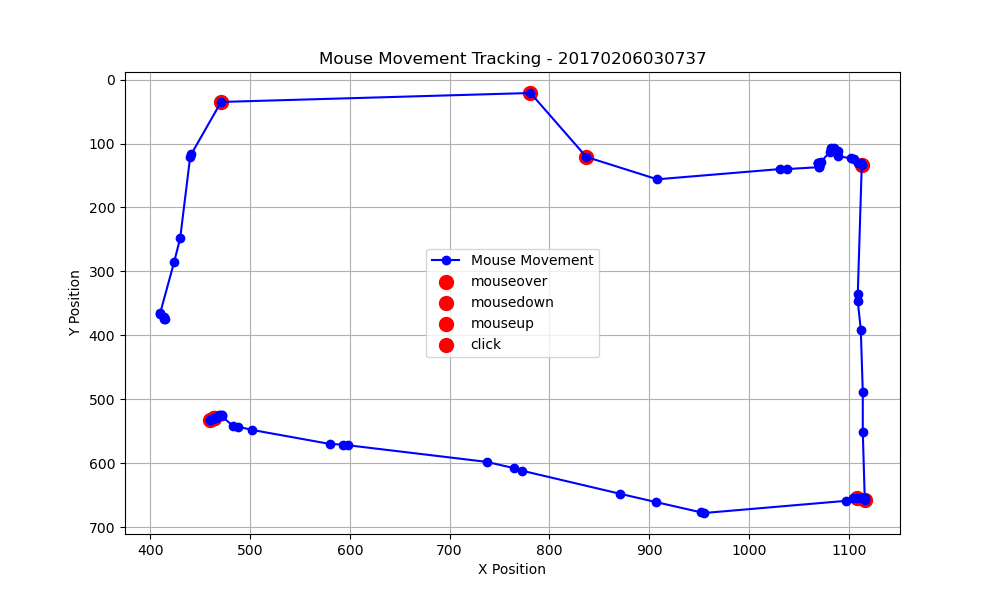 Mouse Movement Tracking - 20170206030737
0
100
200
300
400
500
600
700
Y Position
Mouse Movement
mouseover
mousedown
mouseup
click
400 500 600 700 800 900 1000 1100
X Position